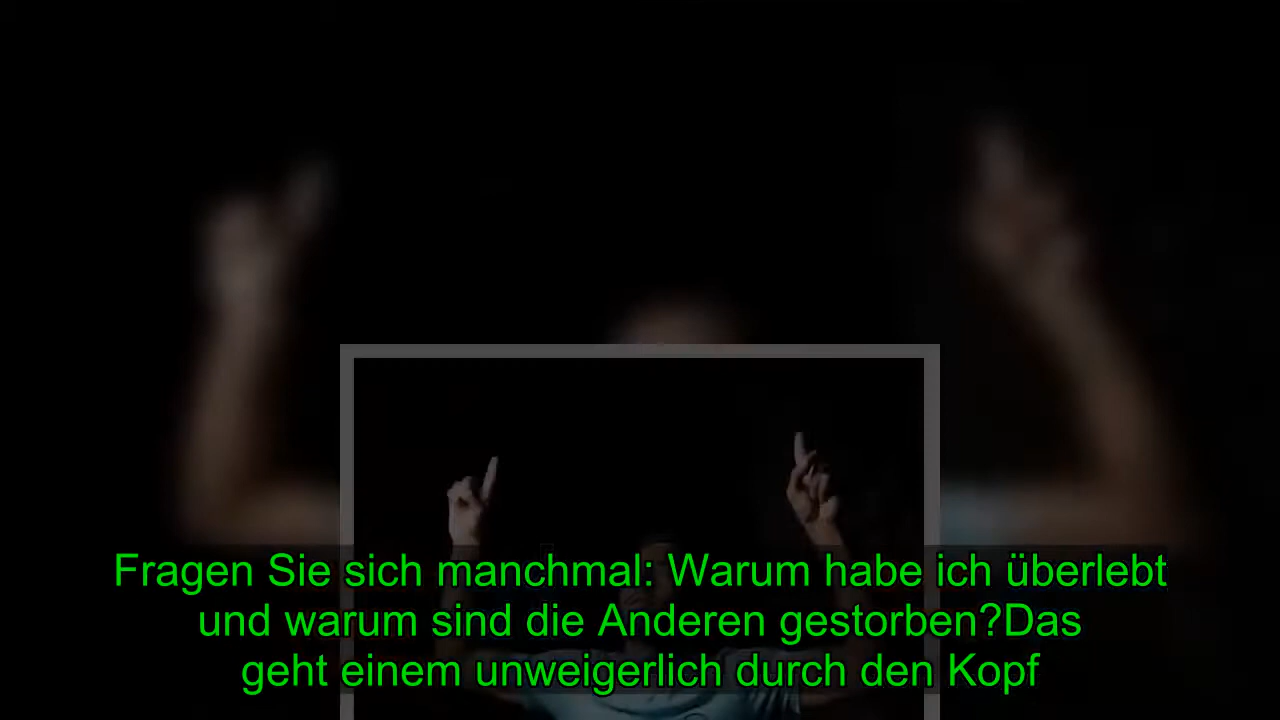 Fragen Sie sich manchmal: Warum habe ich überlebt
und warum sind die Anderen gestorben?Das
geht einem unweigerlich durch den Kopf